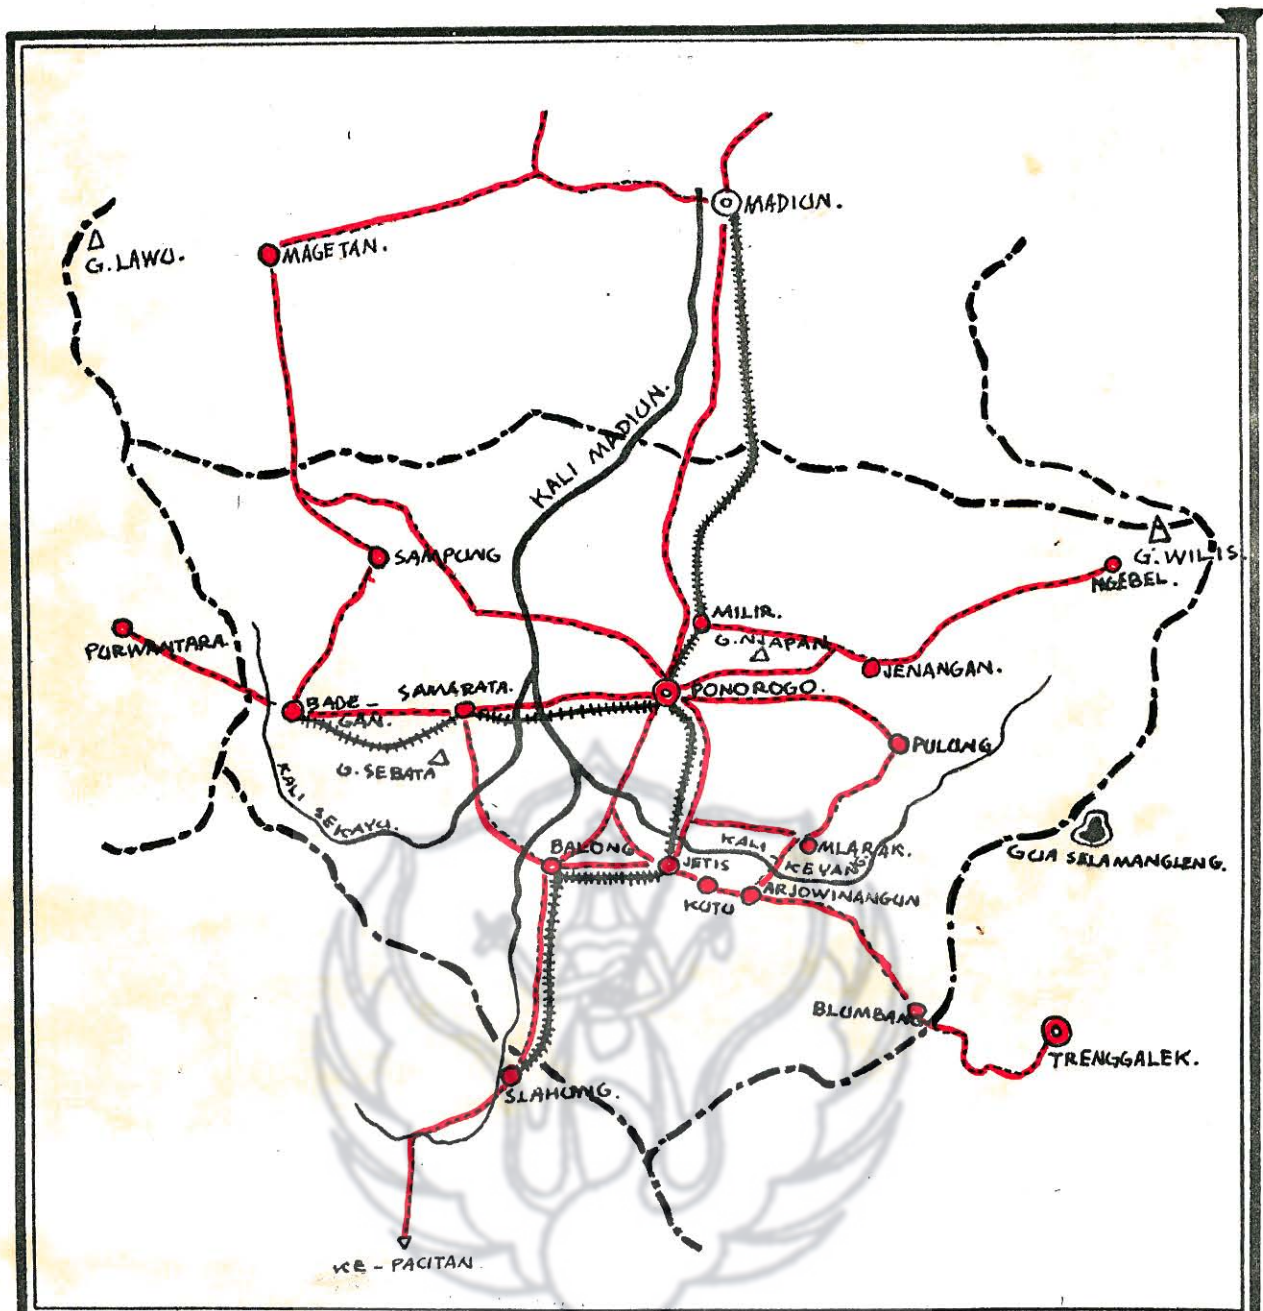 MADIUN.
G. LAWU.
MAGETAN.
KALI MADIUN.
G. WILIS.
SAMPUNG
NGEBEL.
MILIR.
G. NJAPAN.
PURWANTARA.
JENANGAN.
SAMARATA.
PONOROGO.
BADE-
GAN.
PULUNG
G. SEBATA
KALI SEKAYU.
BALONG
KALI-
KEYANG.
MLARAK.
GUA SELAMANGLENG.
JETIS
KUTU
ARJOWINANGUN
BLUMBANG
TRENGGALEK.
SLAHUNG.
KE - PACITAN